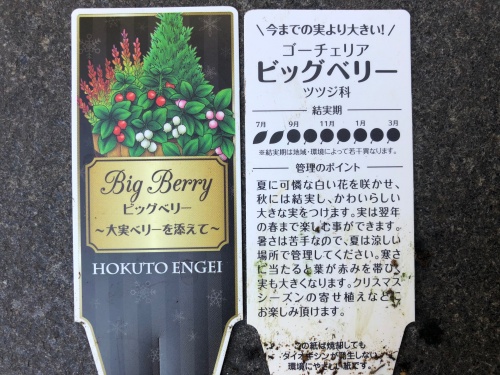 Big Berry
ビッグベリー
～大実ベリーを添えて～
HOKUTO ENGEI
\今までの実より大きい!/
ゴーチェリア
ビッグベリー
ツツジ科
結実期
7月 9月 11月 1月 3月
※結実期は地域・環境によって若干異なります。
管理のポイント
夏に可憐な白い花を咲かせ、
秋には結実し、かわいらしい
大きな実をつけます。実は翌年
の春まで楽しむ事ができます。
暑さは苦手なので、夏は涼しい
場所で管理してください。寒さ
に当たると葉が赤みを帯び、
実も大きくなります。クリスマス
シーズンの寄せ植えなどに
お楽しみ頂けます。
の紙は焼却しても
ダイオキシンが発生しない
環境にやさしい紙です。